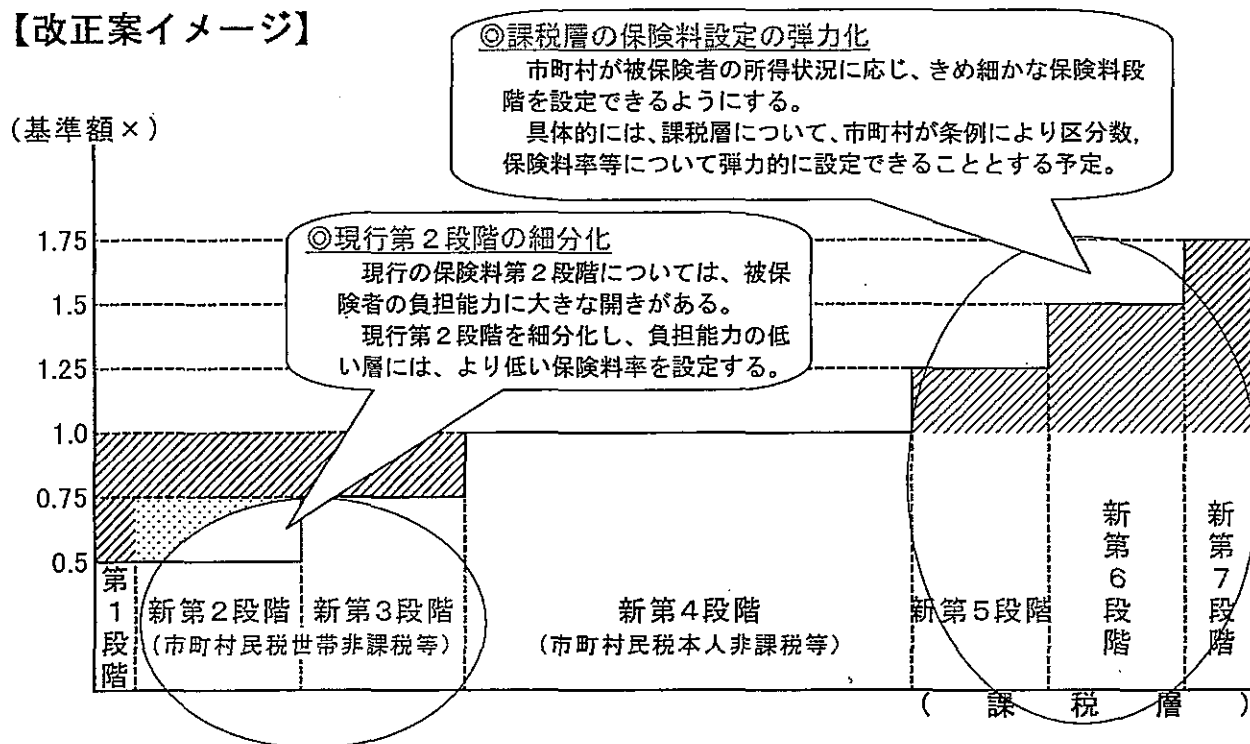 【改正案イメージ】
◎課税層の保険料設定の弾力化
市町村が被保険者の所得状況に応じ、きめ細かな保険料段
階を設定できるようにする。
具体的には、課税層について、市町村が条例により区分数,
保険料率等について弾力的に設定できることとする予定。
(基準額×)
◎現行第2段階の細分化
現行の保険料第2段階については、被保
険者の負担能力に大きな開きがある。
現行第2段階を細分化し、負担能力の低
い層には、より低い保険料率を設定する。
1.75
1.5
1.25
1.0
0.75
0.5
第1段階
新第2段階
新第3段階
(市町村民税世帯非課税等)
新第4段階
(市町村民税本人非課税等)
新第5段階
新第6段階
新第7段階
(課税層)